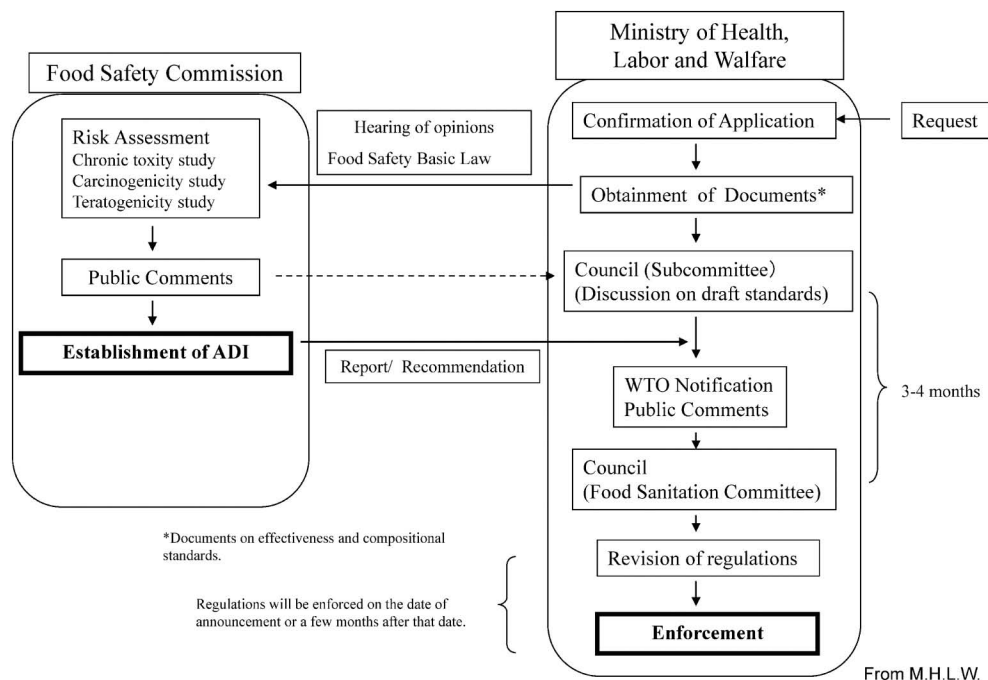 Ministry of Health,
Labor and Welfare
Food Safety Commission
Risk Assessment
Chronic toxity study
Carcinogenicity study
Teratogenicity study
Public Comments
Establishment of ADI
Hearing of opinions
Food Safety Basic Law
Report/ Recommendation
Confirmation of Application
Request
Obtainment of Documents*
Council (Subcommittee)
(Discussion on draft standards)
WTO Notification
Public Comments
3-4 months
Council
(Food Sanitation Committee)
*Documents on effectiveness and compositional
standards.
Revision of regulations
Regulations will be enforced on the date of
announcement or a few months after that date.
Enforcement
From M.H.L.W.